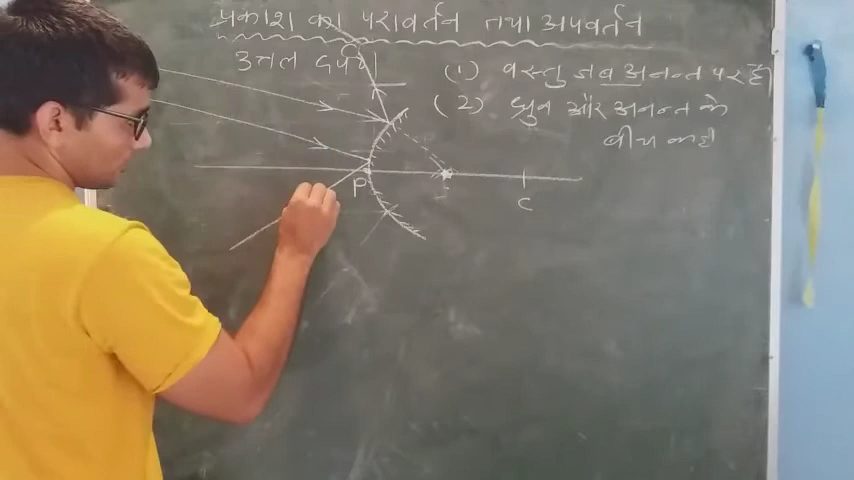 प्रकाश का परावर्तन तथा अपवर्तन
उत्तल दर्पण
(1) वस्तु जब अनन्त पर हो
(2) ध्रुव और अनन्त के
बीच कही
P
C